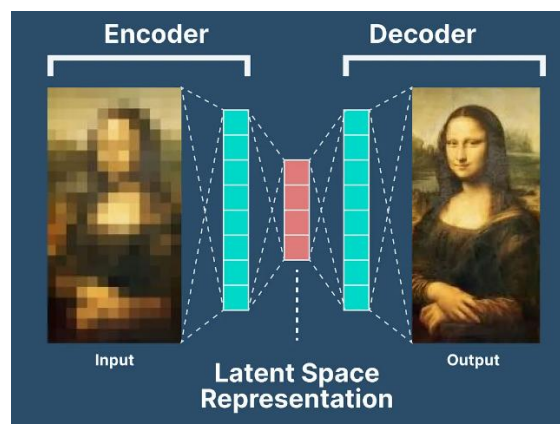 Encoder
Decoder
Input
Output
Latent Space
Representation